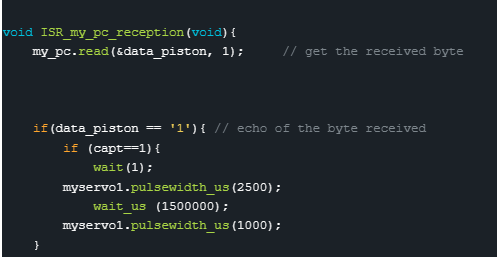 void ISR_my_pc_reception(void){
    my_pc.read(&data_piston, 1);     // get the received byte
    if(data_piston == '1'){ // echo of the byte received
        if (capt==1){
            wait(1);
        myservo1.pulsewidth_us(2500);
            wait_us (1500000);
        myservo1.pulsewidth_us(1000);
    }